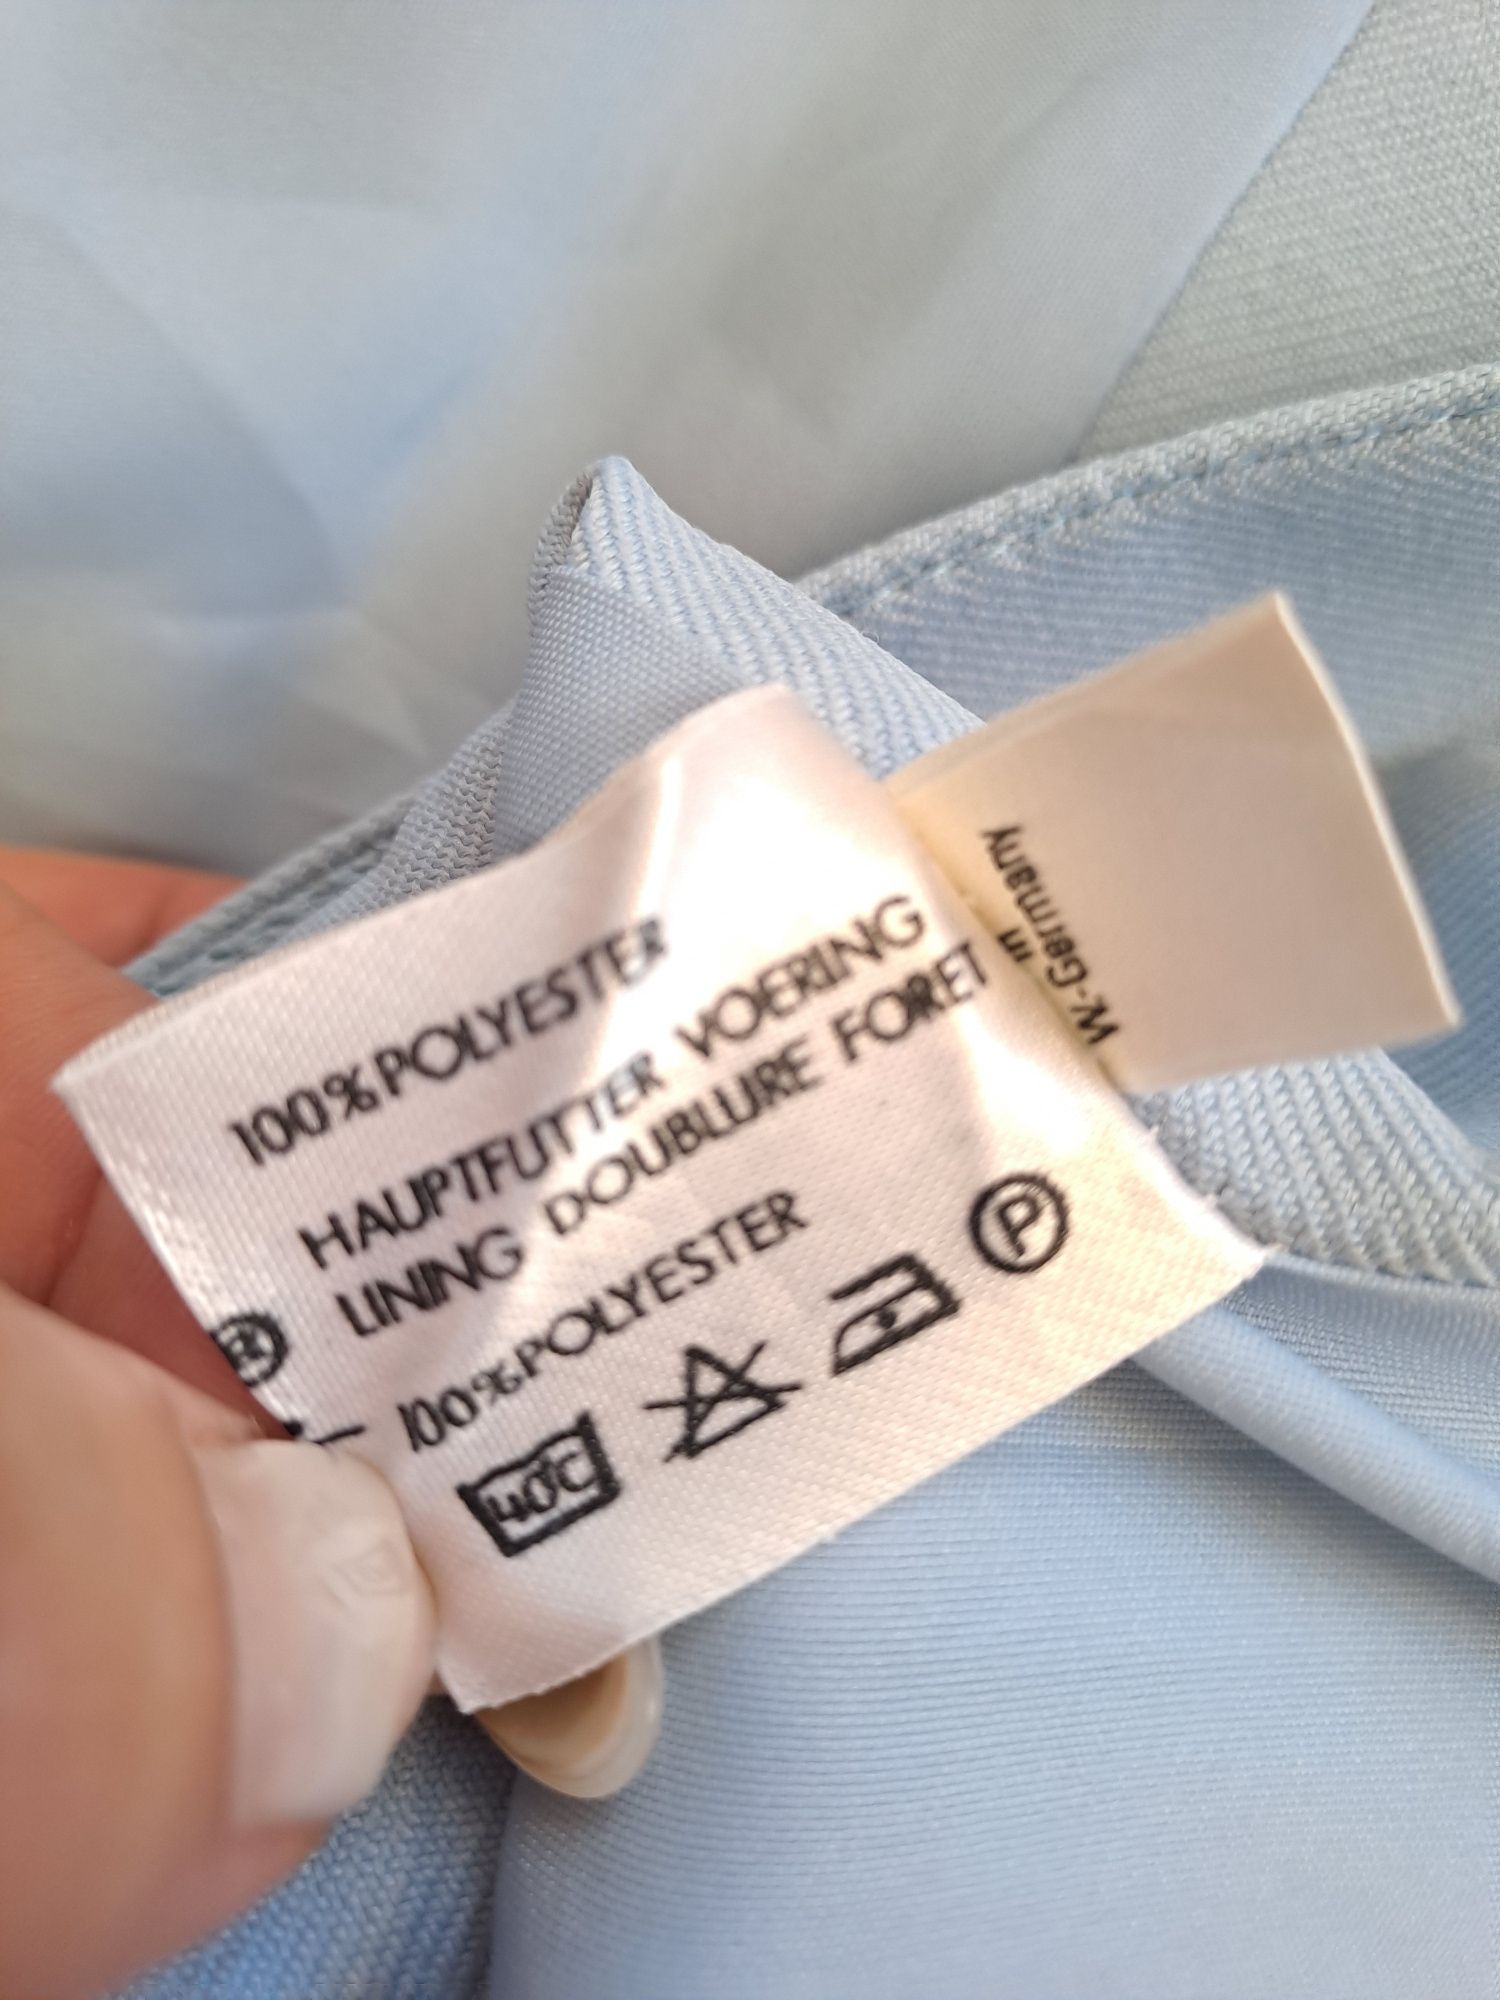 100% POLYESTER
HAUPTFUTTER VOERING
LINING DOUBLURE FORET
100% POLYESTER
40°C
P
in
W.-Germany